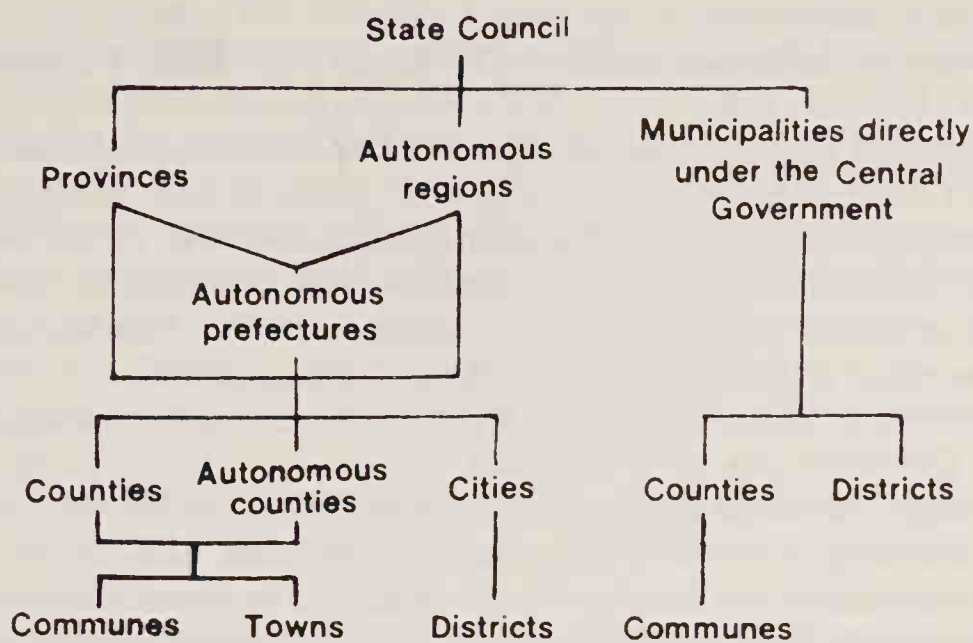 State Council
Provinces
Autonomous
regions
Municipalities directly
under the Central
Government
Autonomous
prefectures
Counties
Autonomous
counties
Cities
Counties
Districts
Communes
Towns
Districts
Communes